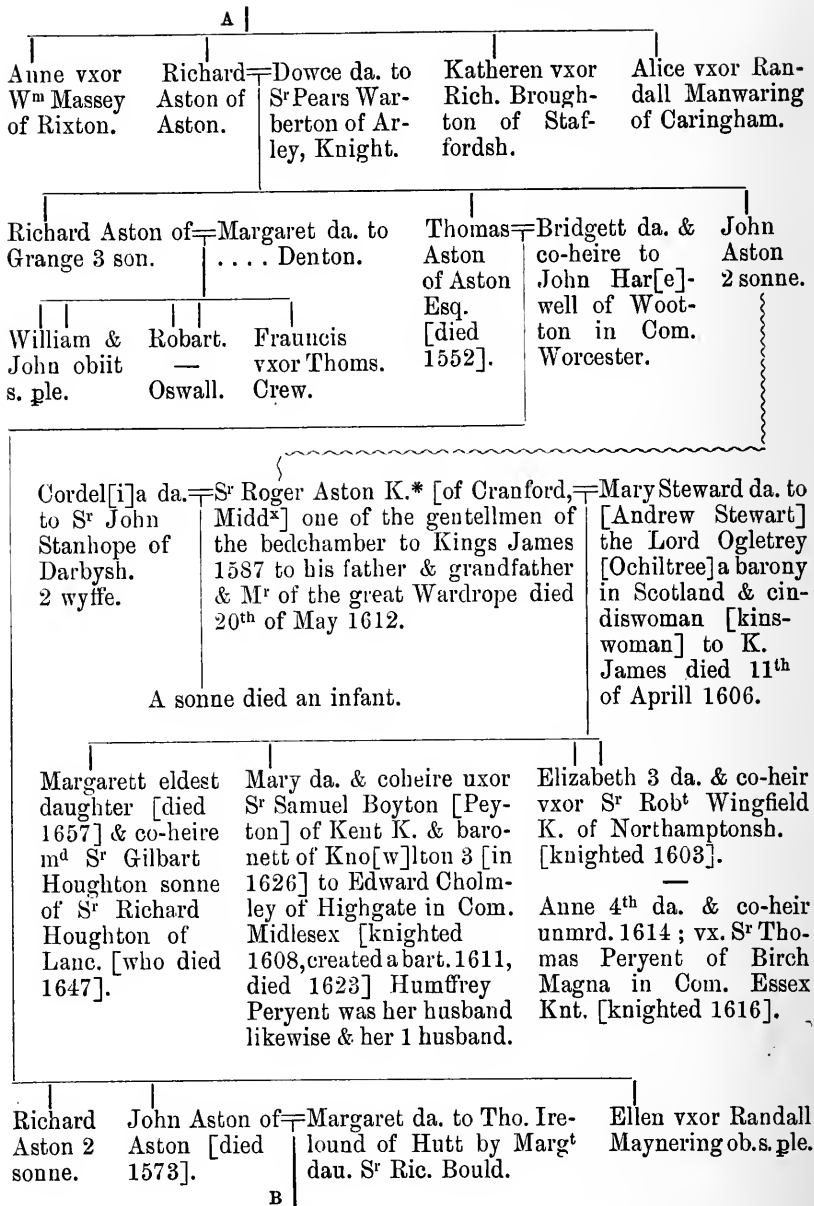 A
Anne vxor
Wm Massey
of Rixton.
Richard
Aston of
Aston.
Dowce da. to
Sr Pears War-
berton of Ar-
ley, Knight.
Katheren vxor
Rich. Brough-
ton of Staf-
fordsh.
Alice vxor Ran-
dall Manwaring
of Caringham.
Richard Aston of
Grange 3 son.
Margaret da. to
. . . . Denton.
Thomas
Aston
of Aston
Esq.
[died
1552].
Bridgett da. &
co-heire to
John Har[e]-
well of Woot-
ton in Com.
Worcester.
John
Aston
2 sonne.
William &
John obiit
s. ple.
Robart.
—
Oswall.
Frauncis
vxor Thoms.
Crew.
Cordel[i]a da.
to Sr John
Stanhope of
Darbysh.
2 wyffe.
Sr Roger Aston K.* [of Cranford,
Middx] one of the gentellmen of
the bedchamber to Kings James
1587 to his father & grandfather
& Mr of the great Wardrope died
20th of May 1612.
Mary Steward da. to
[Andrew Stewart]
the Lord Ogletrey
[Ochiltree] a barony
in Scotland & cin-
diswoman [kins-
woman] to K.
James died 11th
of Aprill 1606.
A sonne died an infant.
Margarett eldest
daughter [died
1657] & co-heire
md Sr Gilbart
Houghton sonne
of Sr Richard
Houghton of
Lanc. [who died
1647].
Mary da. & coheire uxor
Sr Samuel Boyton [Pey-
ton] of Kent K. & baro-
nett of Kno[w]lton 3 [in
1626] to Edward Cholm-
ley of Highgate in Com.
Midlesex [knighted
1608, created a bart. 1611,
died 1623] Humffrey
Peryent was her husband
likewise & her 1 husband.
Elizabeth 3 da. & co-heir
vxor Sr Robt Wingfield
K. of Northamptonsh.
[knighted 1603].
—
Anne 4th da. & co-heir
unmrd. 1614 ; vx. Sr Tho-
mas Peryent of Birch
Magna in Com. Essex
Knt. [knighted 1616].
Richard
Aston 2
sonne.
John Aston of
Aston [died
1573].
Margaret da. to Tho. Ire-
lound of Hutt by Margt
dau. Sr Ric. Bould.
Ellen vxor Randall
Maynering ob. s. ple.
B